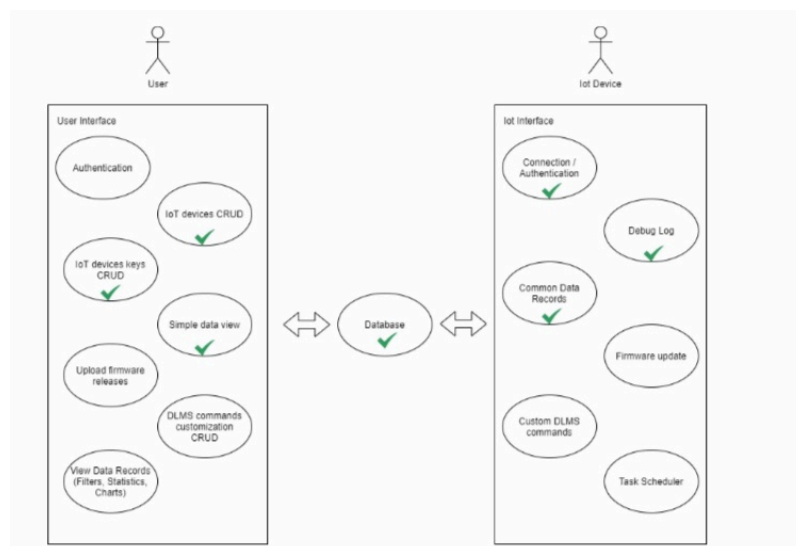 User
Iot Device
User Interface
Authentication
IoT devices CRUD
IoT devices keys
CRUD
Simple data view
Upload firmware
releases
DLMS commands
customization
CRUD
View Data Records
(Filters, Statistics,
Charts)
Database
Iot Interface
Connection /
Authentication
Debug Log
Common Data
Records
Firmware update
Custom DLMS
commands
Task Scheduler